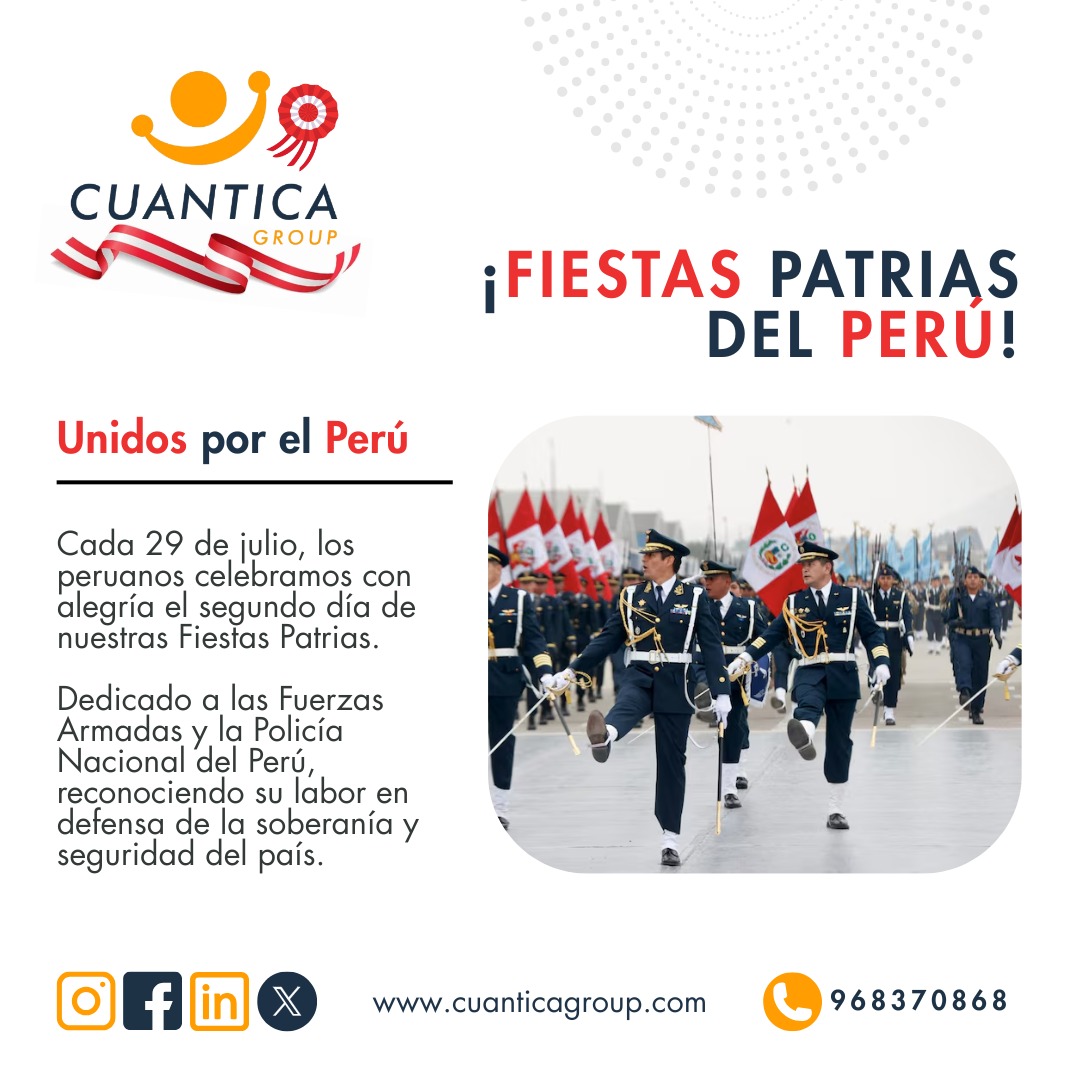 CUANTICA
GROUP
¡FIESTAS PATRIAS
DEL PERÚ!
Unidos por el Perú
Cada 29 de julio, los
peruanos celebramos con
alegría el segundo día de
nuestras Fiestas Patrias.
Dedicado a las Fuerzas
Armadas y la Policía
Nacional del Perú,
reconociendo su labor en
defensa de la soberanía y
seguridad del país.
www.cuanticagroup.com
968370868